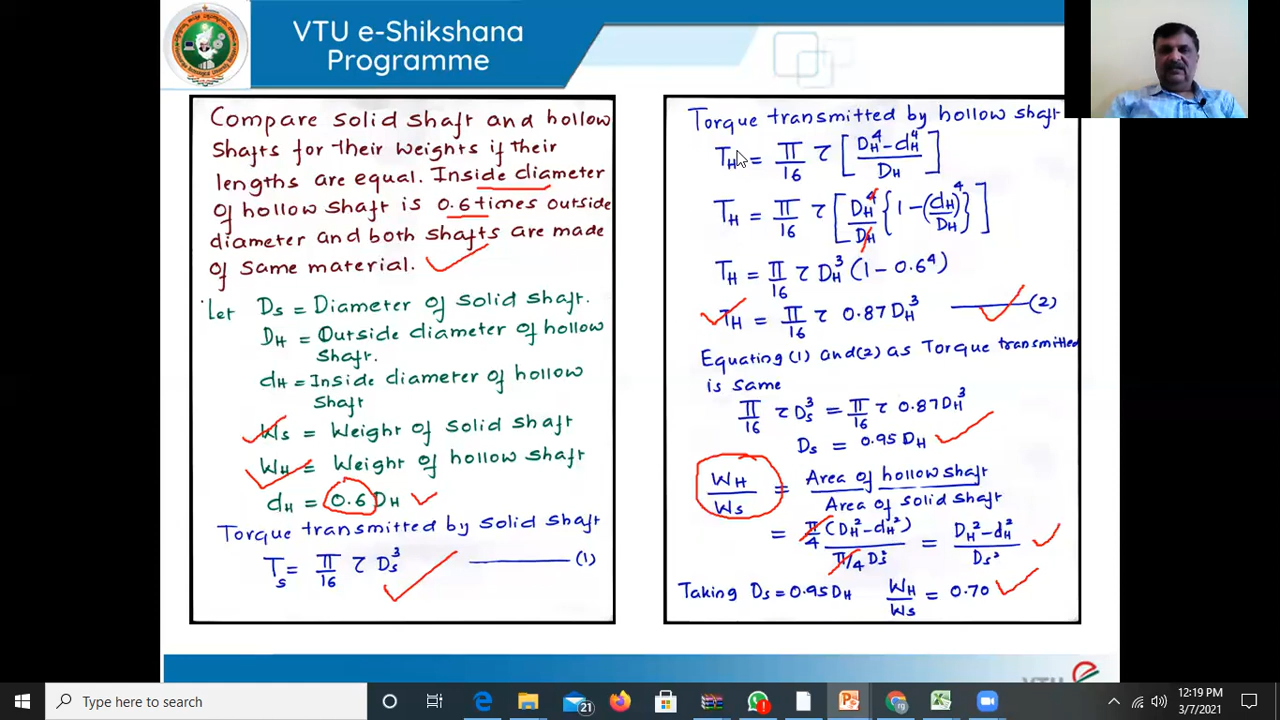 VTU e-Shikshana
Programme
Compare solid shaft and hollow
Shafts for their weights if their
lengths are equal. Inside diameter
Of hollow shaft is 0.6 times outside
diameter and both shafts are made
of same material.
Let Ds = Diameter of Solid shaft.
DH = Outside diameter of hollow
Shaft.
dH = Inside diameter of hollow
Shaft
Ws = Weight of solid shaft
WH = Weight of hollow shaft
dH = 0.6 DH
Torque transmitted by solid shaft
Ts = π/16 τ Ds³ (1)
Torque transmitted by hollow shaft
TH = π/16 τ [DH⁴-dH⁴/DH]
TH = π/16 τ [DH⁴/DH {1-(dH/DH)⁴}]
TH = π/16 τ DH³ (1-0.6⁴)
TH = π/16 τ 0.87 DH³ (2)
Equating (1) and (2) as Torque transmitted
is same
π/16 τ Ds³ = π/16 τ 0.87 DH³
Ds = 0.95 DH
WH/Ws = Area of hollow shaft/Area of solid shaft
= π/4 (DH²-dH²)/π/4 Ds² = DH²-dH²/Ds²
Taking Ds = 0.95 DH WH/Ws = 0.70
VTU
Type here to search
21
12:19 PM
3/7/2021